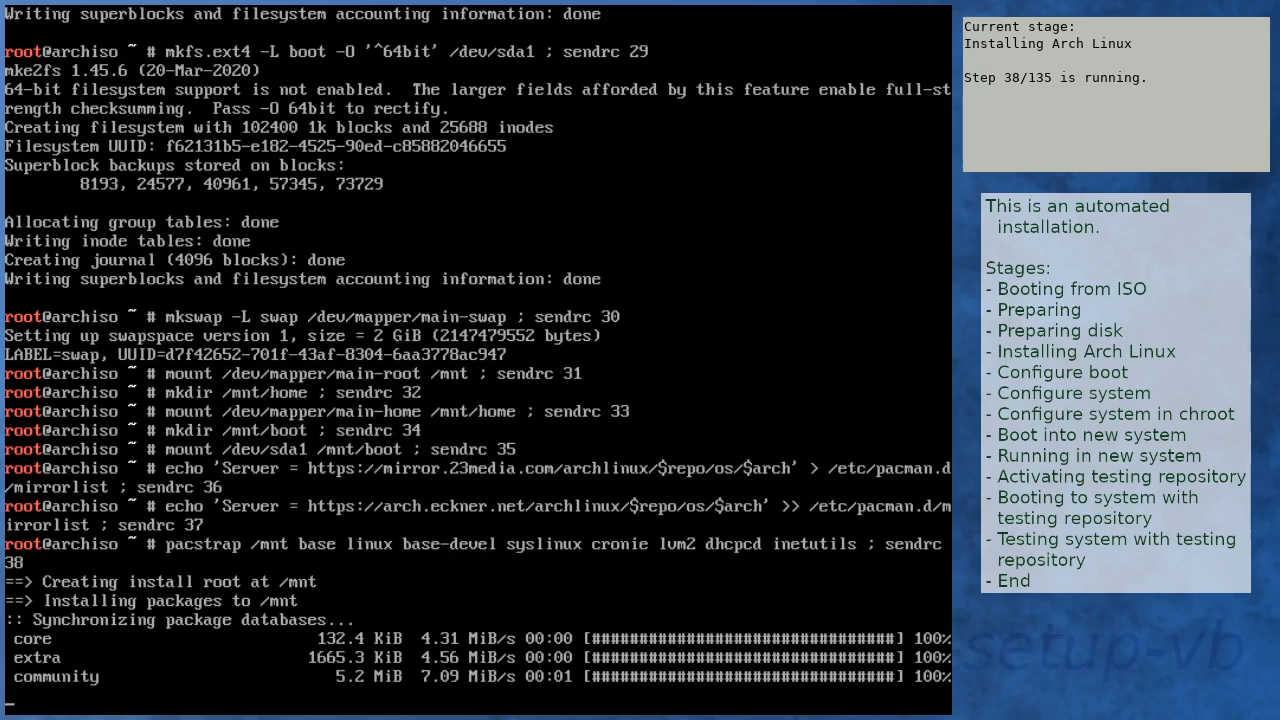 Writing superblocks and filesystem accounting information: done
root@archiso ~ # mkfs.ext4 -L boot -O '^64bit' /dev/sda1 ; sendrc 29
mke2fs 1.45.6 (20-Mar-2020)
64-bit filesystem support is not enabled.  The larger fields afforded by this feature enable full-st
rength checksumming.  Pass -O 64bit to rectify.
Creating filesystem with 102400 1k blocks and 25688 inodes
Filesystem UUID: f62131b5-e182-4525-90ed-c85882046655
Superblock backups stored on blocks:
        8193, 24577, 40961, 57345, 73729
Allocating group tables: done
Writing inode tables: done
Creating journal (4096 blocks): done
Writing superblocks and filesystem accounting information: done
root@archiso ~ # mkswap -L swap /dev/mapper/main-swap ; sendrc 30
Setting up swapspace version 1, size = 2 GiB (2147479552 bytes)
LABEL=swap, UUID=d7f42652-701f-43af-8304-6aa3778ac947
root@archiso ~ # mount /dev/mapper/main-root /mnt ; sendrc 31
root@archiso ~ # mkdir /mnt/home ; sendrc 32
root@archiso ~ # mount /dev/mapper/main-home /mnt/home ; sendrc 33
root@archiso ~ # mkdir /mnt/boot ; sendrc 34
root@archiso ~ # mount /dev/sda1 /mnt/boot ; sendrc 35
root@archiso ~ # echo 'Server = https://mirror.23media.com/archlinux/$repo/os/$arch' > /etc/pacman.d
/mirrorlist ; sendrc 36
root@archiso ~ # echo 'Server = https://arch.eckner.net/archlinux/$repo/os/$arch' >> /etc/pacman.d/m
irrorlist ; sendrc 37
root@archiso ~ # pacstrap /mnt base linux base-devel syslinux cronie lvm2 dhcpcd inetutils ; sendrc
38
==> Creating install root at /mnt
==> Installing packages to /mnt
:: Synchronizing package databases...
 core                            132.4 KiB  4.31 MiB/s 00:00 [################################] 100%
 extra                          1665.3 KiB  4.56 MiB/s 00:00 [################################] 100%
 community                         5.2 MiB  7.09 MiB/s 00:01 [################################] 100%
_
Current stage:
Installing Arch Linux
Step 38/135 is running.
This is an automated
installation.
Stages:
- Booting from ISO
- Preparing
- Preparing disk
- Installing Arch Linux
- Configure boot
- Configure system
- Configure system in chroot
- Boot into new system
- Running in new system
- Activating testing repository
- Booting to system with
testing repository
- Testing system with testing
repository
- End
setup-vb